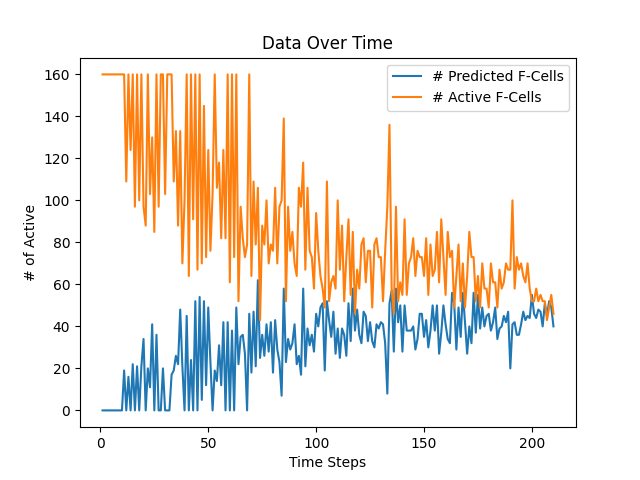 Data Over Time
# Predicted F-Cells
# Active F-Cells
# of Active
160
140
120
100
80
60
40
20
0
0 50 100 150 200
Time Steps